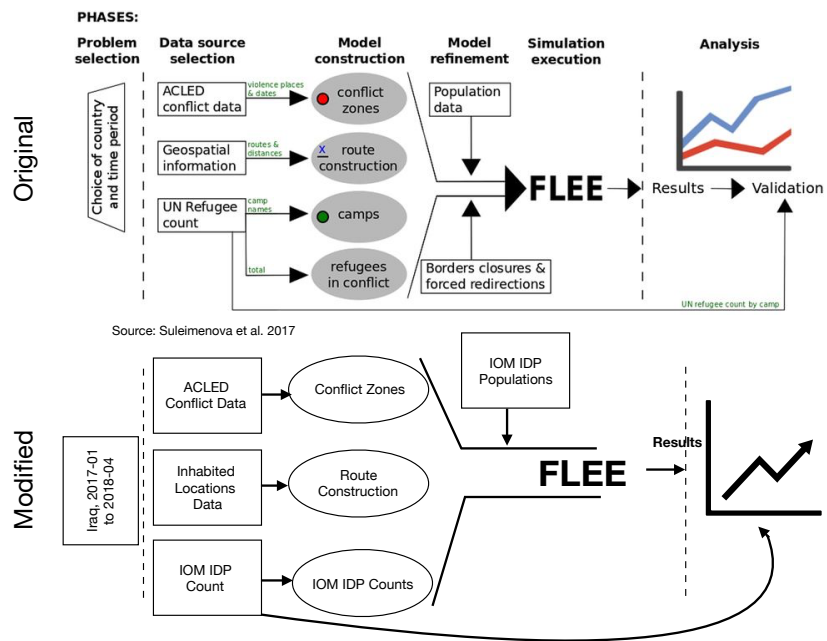 PHASES:
Problem selection
Data source selection
Model construction
Model refinement
Simulation execution
Analysis
Original
Choice of country
and time period
ACLED
conflict data
violence places
& dates
conflict
zones
Population
data
Geospatial
information
routes &
distances
X
route
construction
UN Refugee
count
camp
names
camps
total
refugees
in conflict
FLEE
Borders closures &
forced redirections
Results
Validation
UN refugee count by camp
Source: Suleimenova et al. 2017
Modified
Iraq, 2017-01
to 2018-04
ACLED
Conflict Data
Conflict Zones
IOM IDP
Populations
Inhabited
Locations
Data
Route
Construction
FLEE
Results
IOM IDP
Count
IOM IDP Counts